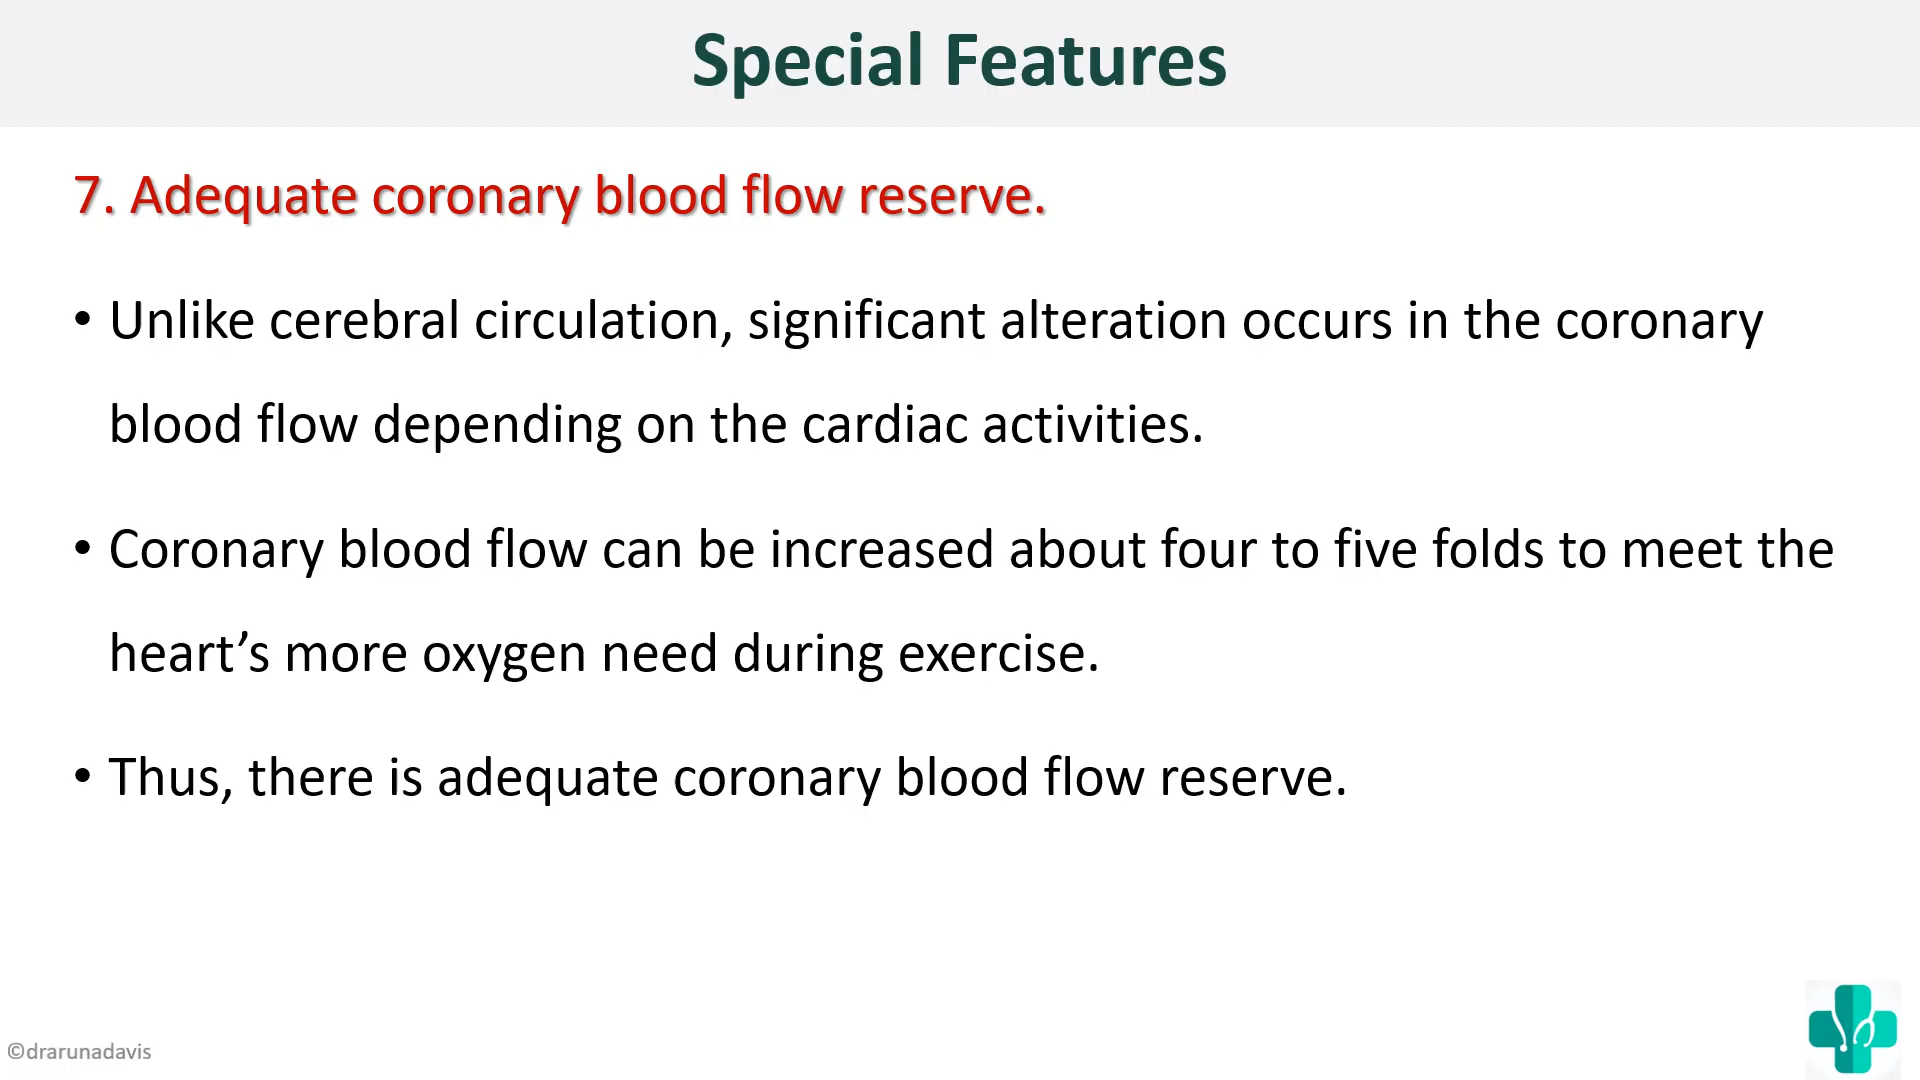 Special Features
7. Adequate coronary blood flow reserve.
• Unlike cerebral circulation, significant alteration occurs in the coronary
blood flow depending on the cardiac activities.
• Coronary blood flow can be increased about four to five folds to meet the
heart’s more oxygen need during exercise.
• Thus, there is adequate coronary blood flow reserve.
©drarunadavis